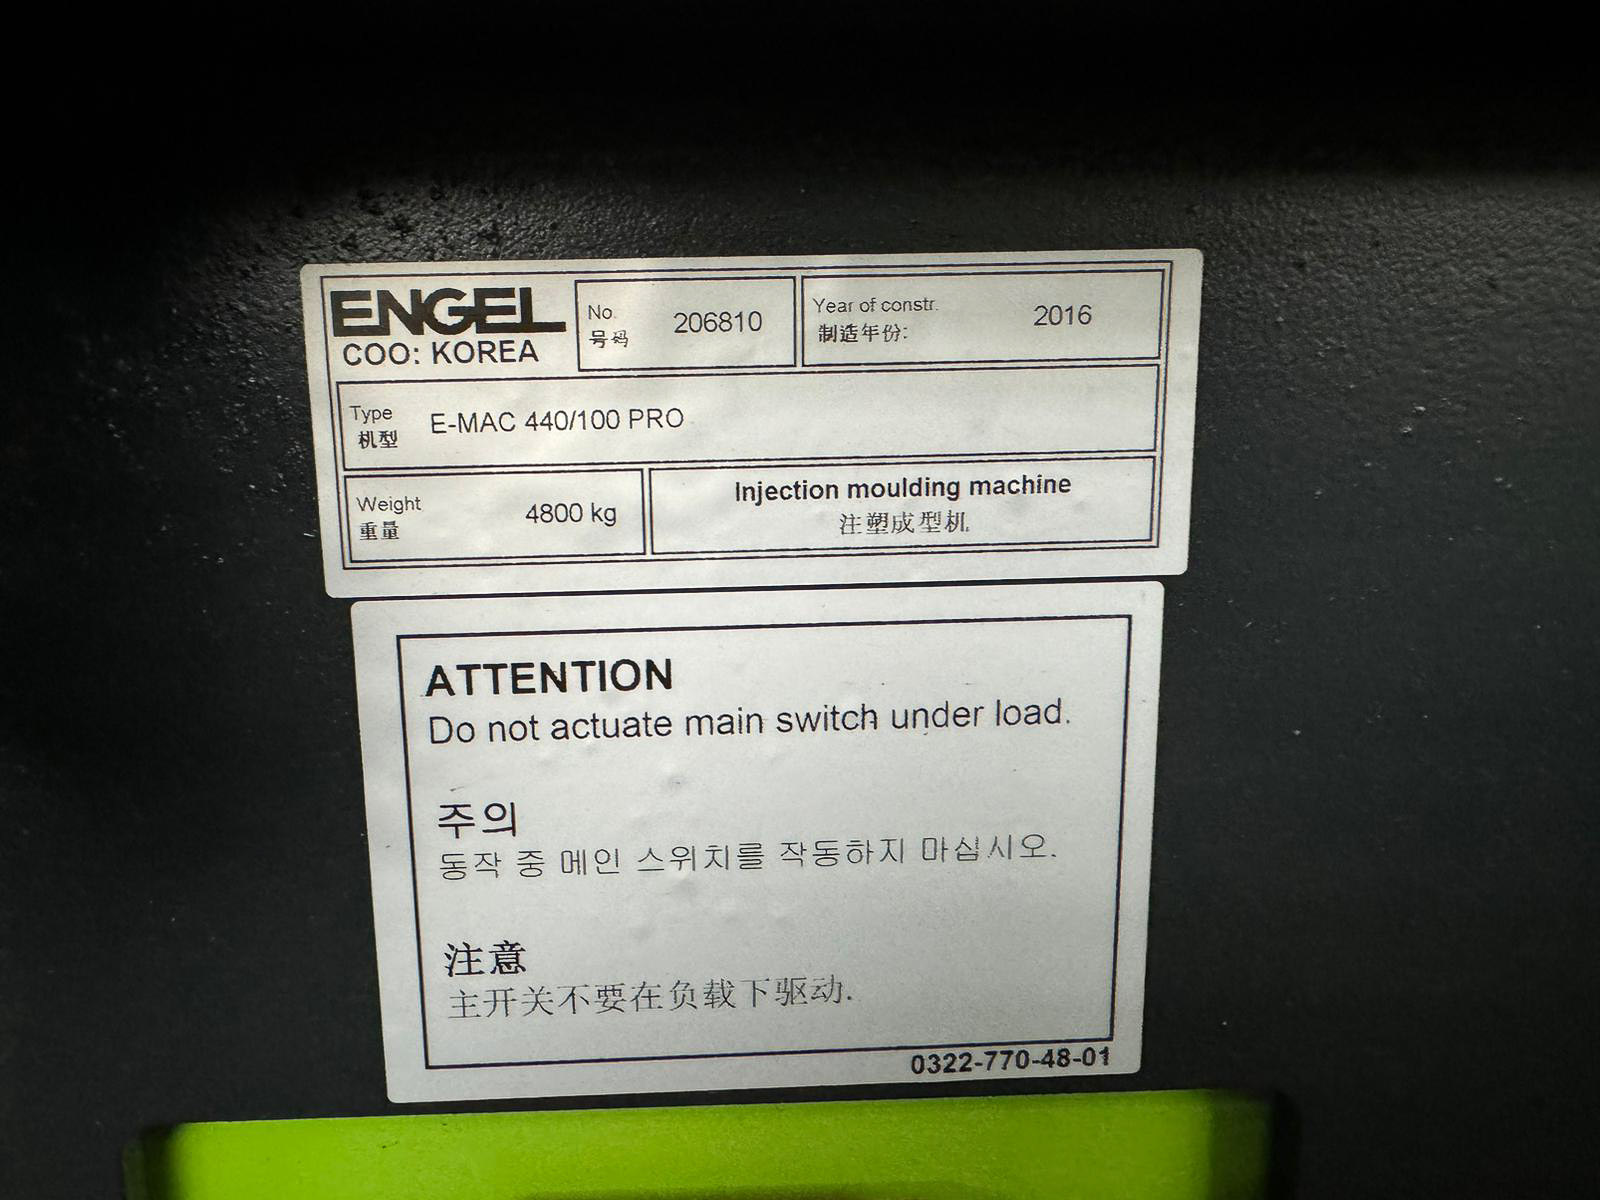 ENGEL
COO: KOREA
No.
号码
206810
Year of constr.
制造年份:
2016
Type
机型
E-MAC 440/100 PRO
Weight
重量
4800 kg
Injection moulding machine
注塑成型机
ATTENTION
Do not actuate main switch under load.
주의
동작 중 메인 스위치를 작동하지 마십시오.
注意
主开关不要在负载下驱动.
0322-770-48-01